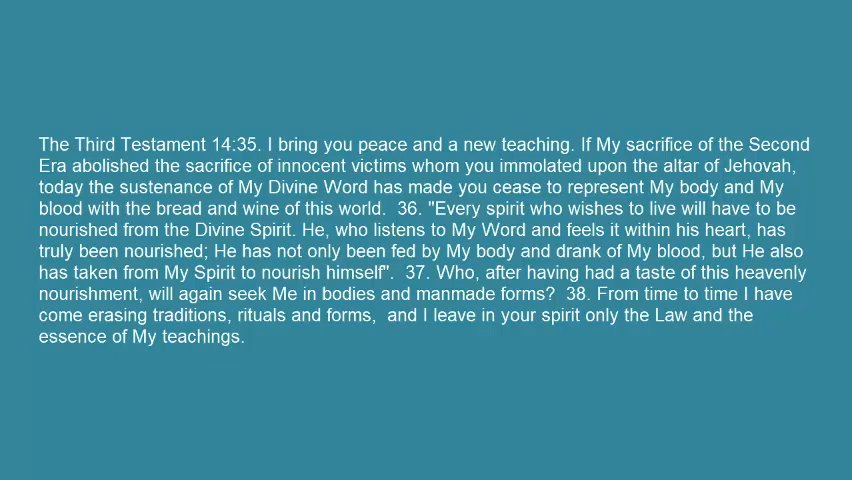 The Third Testament 14:35. I bring you peace and a new teaching. If My sacrifice of the Second
Era abolished the sacrifice of innocent victims whom you immolated upon the altar of Jehovah,
today the sustenance of My Divine Word has made you cease to represent My body and My
blood with the bread and wine of this world.  36. "Every spirit who wishes to live will have to be
nourished from the Divine Spirit. He, who listens to My Word and feels it within his heart, has
truly been nourished; He has not only been fed by My body and drank of My blood, but He also
has taken from My Spirit to nourish himself".  37. Who, after having had a taste of this heavenly
nourishment, will again seek Me in bodies and manmade forms?  38. From time to time I have
come erasing traditions, rituals and forms,  and I leave in your spirit only the Law and the
essence of My teachings.